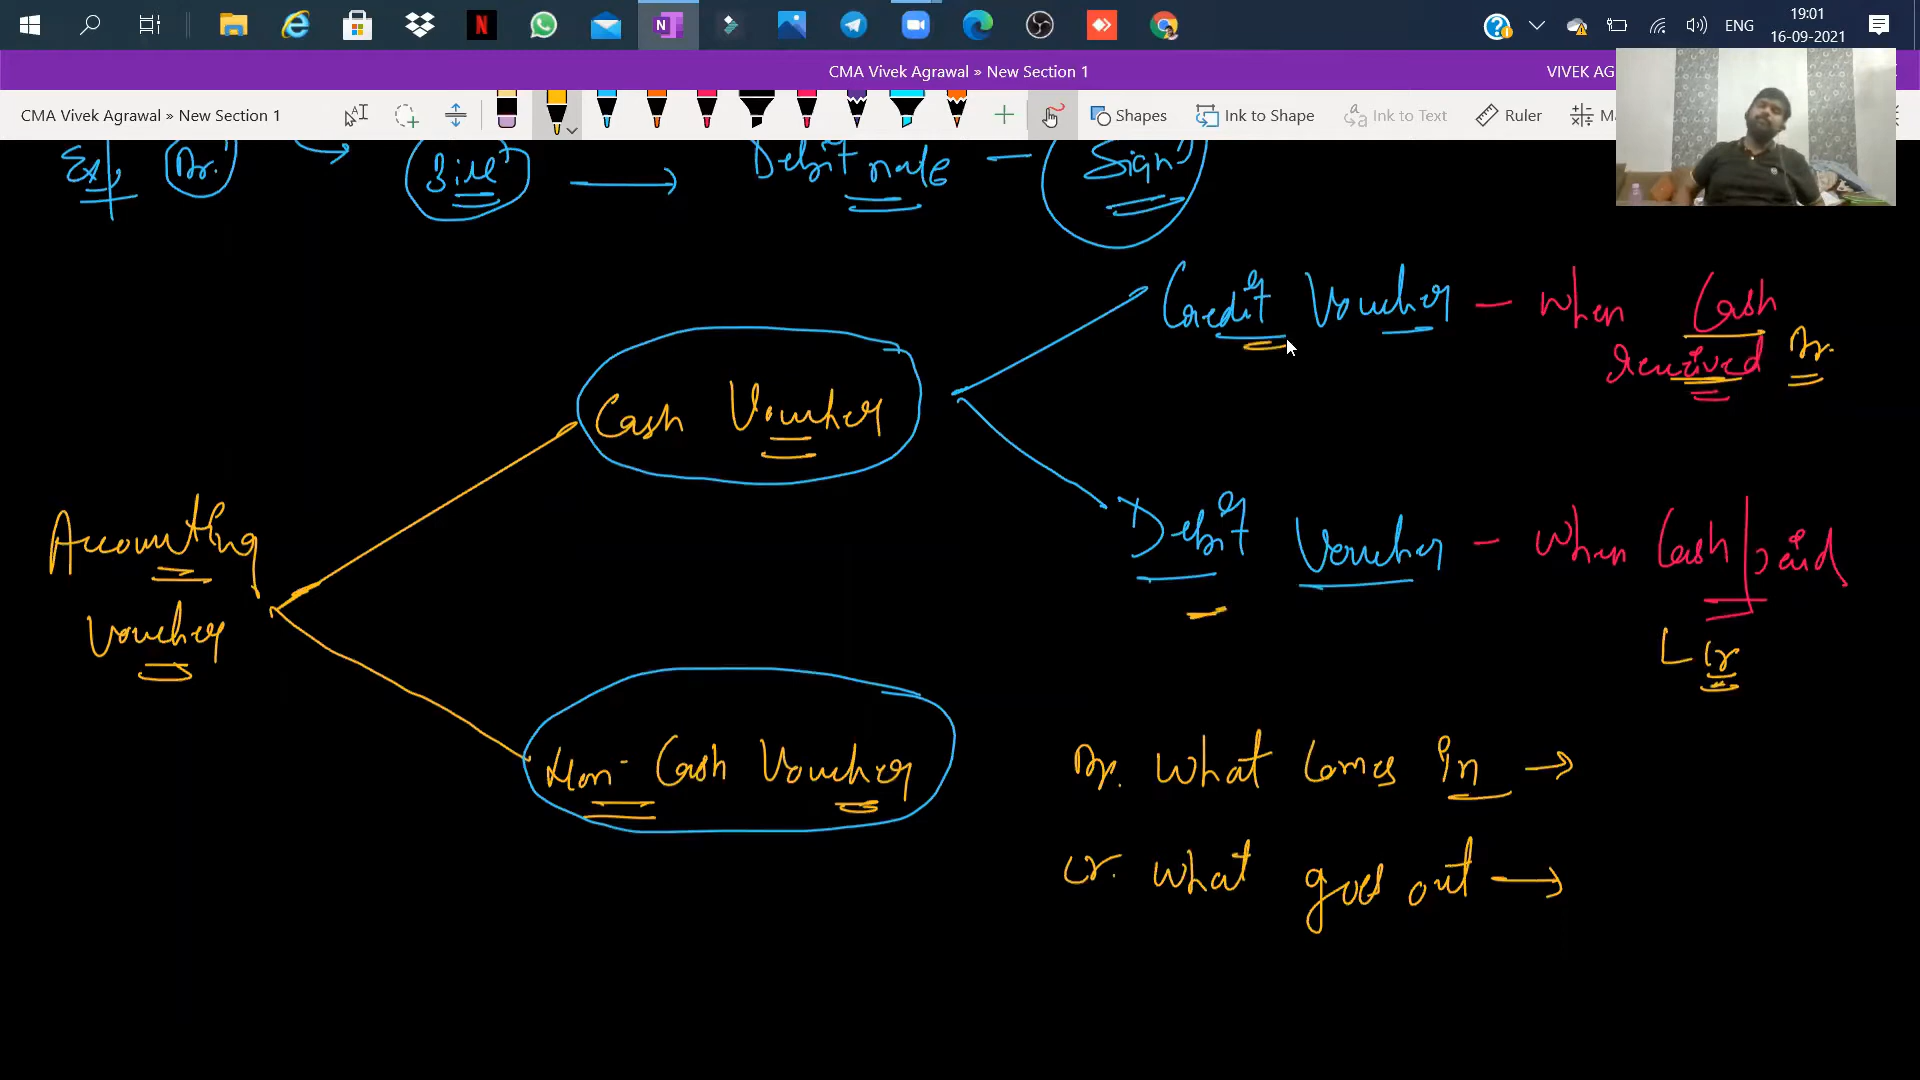 ENG
19:01
16-09-2021
CMA Vivek Agrawal » New Section 1
VIVEK AG
CMA Vivek Agrawal » New Section 1
Shapes
Ink to Shape
Ink to Text
Ruler
Ma
Exp Dr. Bill Debit note — Sign
Credit Voucher — When Cash
Received Dr.
Cash Voucher
Accounting
Voucher
Debit Voucher — When Cash paid
Cr
Non-Cash Voucher
Dr. What Comes In →
Cr. What goes out →